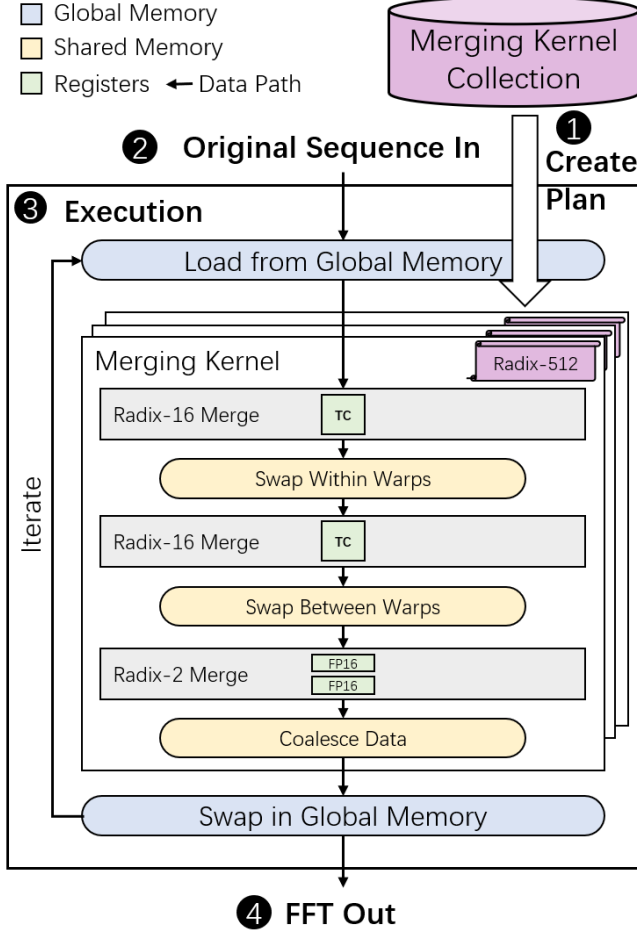 Global Memory
Shared Memory
Registers
Data Path
Merging Kernel
Collection
❶
Create
Plan
❷ Original Sequence In
❸ Execution
Load from Global Memory
Merging Kernel
Radix-512
Radix-16 Merge
TC
Swap Within Warps
Radix-16 Merge
TC
Swap Between Warps
Radix-2 Merge
FP16
FP16
Coalesce Data
Iterate
Swap in Global Memory
❹ FFT Out